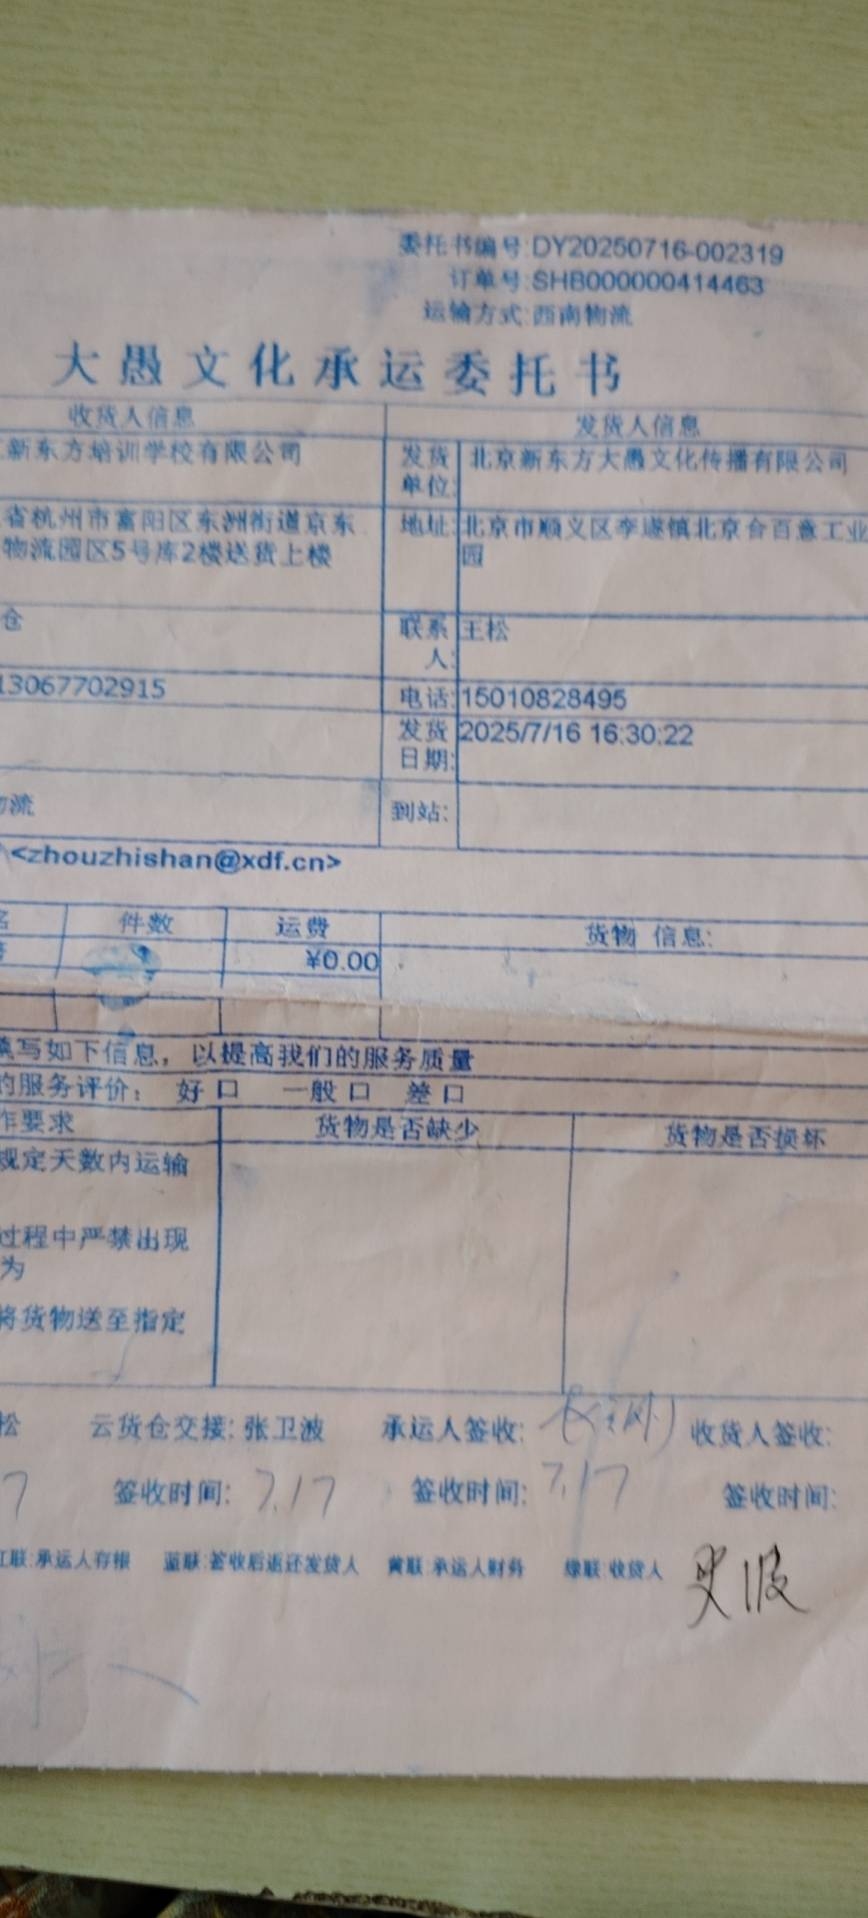 委托书编号:DY20250716-002319
订单号:SHB000000414463
运输方式:西南物流
大愚文化承运委托书
收货人信息 发货人信息
新东方培训学校有限公司 发货单位: 北京新东方大愚文化传播有限公司
省杭州市富阳区东洲街道京东 地址: 北京市顺义区李遂镇北京合百意工业园
物流园区5号库2楼送货上楼
仓 联系人: 王松
13067702915 电话: 15010828495
发货日期: 2025/7/16 16:30:22
流 到站:
<zhouzhishan@xdf.cn>
件数 运费 货物 信息:
¥0.00
填写如下信息，以提高我们的服务质量
的服务评价： 好口 一般口 差口
作要求 货物是否缺少 货物是否损坏
规定天数内运输
过程中严禁出现
为
将货物送至指定
松 云货仓交接: 张卫波 承运人签收: 收货人签收:
7 签收时间: 7.17 签收时间: 7.17 签收时间:
红联:承运人存根 蓝联:签收后返还发货人 黄联:承运人财务 绿联:收货人